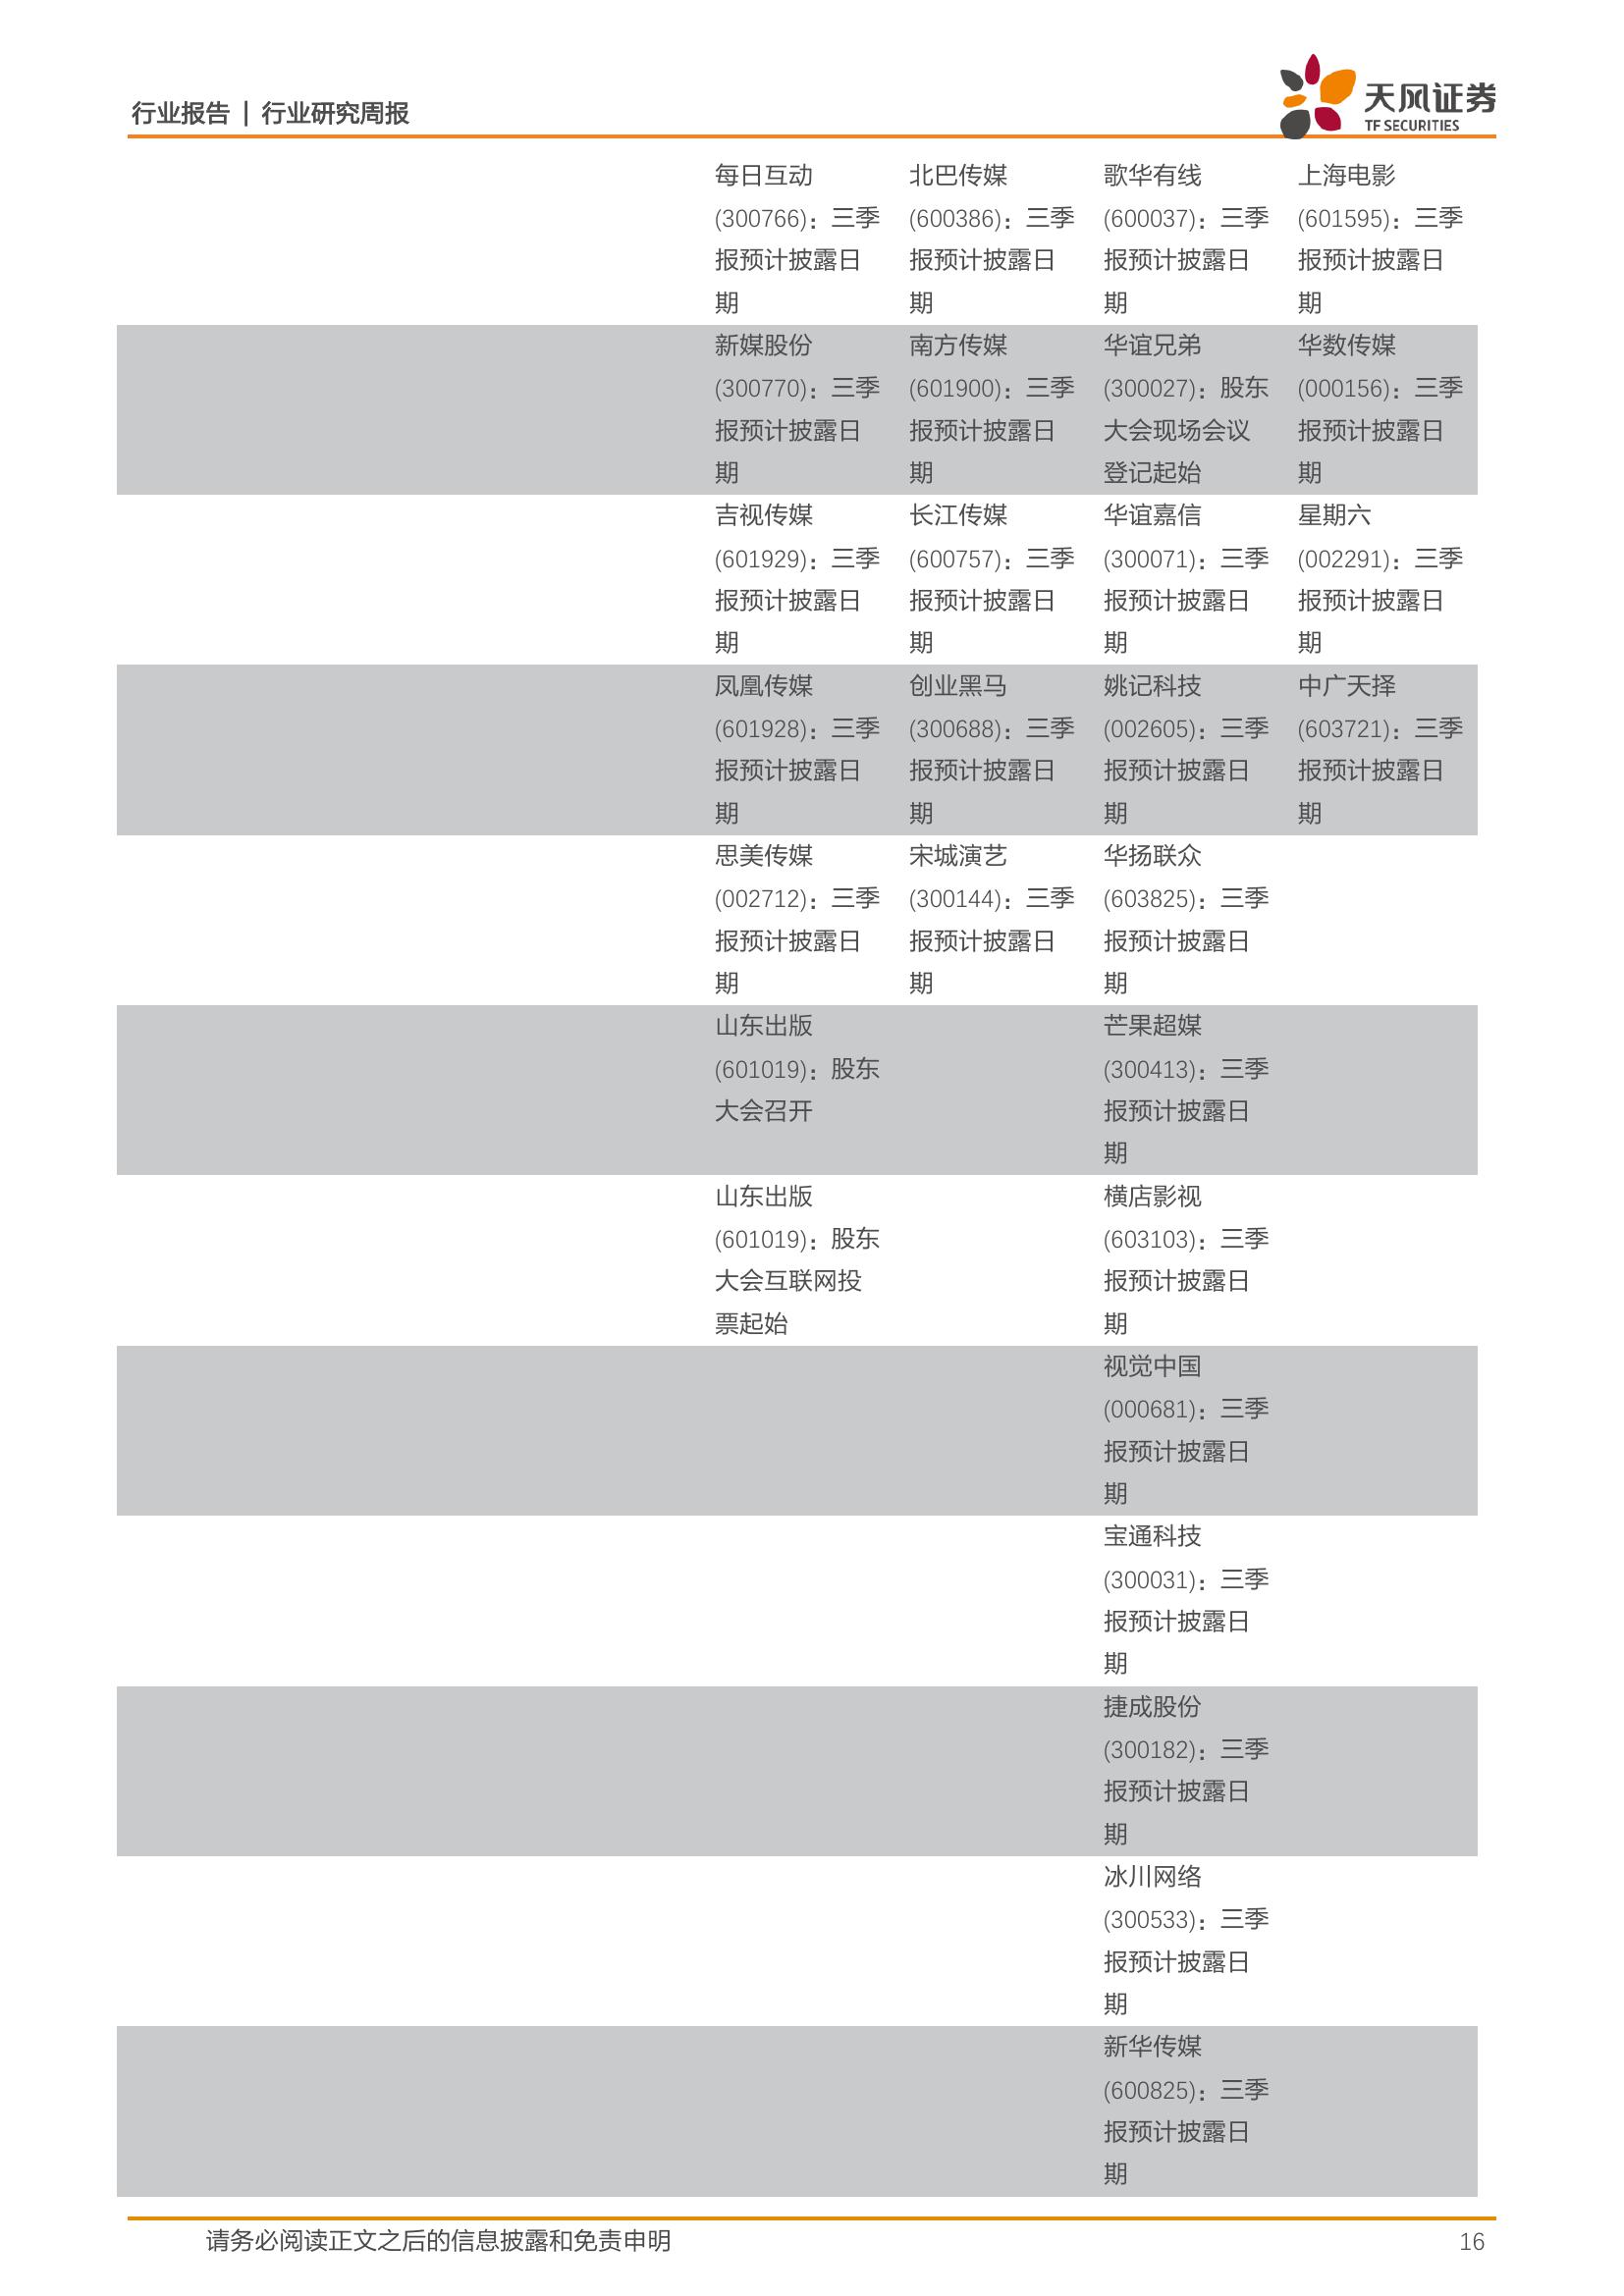 行业报告 | 行业研究周报
天风证券
TF SECURITIES
每日互动
(300766)：三季
报预计披露日
期
北巴传媒
(600386)：三季
报预计披露日
期
歌华有线
(600037)：三季
报预计披露日
期
上海电影
(601595)：三季
报预计披露日
期
新媒股份
(300770)：三季
报预计披露日
期
南方传媒
(601900)：三季
报预计披露日
期
华谊兄弟
(300027)：股东
大会现场会议
登记起始
华数传媒
(000156)：三季
报预计披露日
期
吉视传媒
(601929)：三季
报预计披露日
期
长江传媒
(600757)：三季
报预计披露日
期
华谊嘉信
(300071)：三季
报预计披露日
期
星期六
(002291)：三季
报预计披露日
期
凤凰传媒
(601928)：三季
报预计披露日
期
创业黑马
(300688)：三季
报预计披露日
期
姚记科技
(002605)：三季
报预计披露日
期
中广天择
(603721)：三季
报预计披露日
期
思美传媒
(002712)：三季
报预计披露日
期
宋城演艺
(300144)：三季
报预计披露日
期
华扬联众
(603825)：三季
报预计披露日
期
山东出版
(601019)：股东
大会召开
芒果超媒
(300413)：三季
报预计披露日
期
山东出版
(601019)：股东
大会互联网投
票起始
横店影视
(603103)：三季
报预计披露日
期
视觉中国
(000681)：三季
报预计披露日
期
宝通科技
(300031)：三季
报预计披露日
期
捷成股份
(300182)：三季
报预计披露日
期
冰川网络
(300533)：三季
报预计披露日
期
新华传媒
(600825)：三季
报预计披露日
期
请务必阅读正文之后的信息披露和免责申明
16